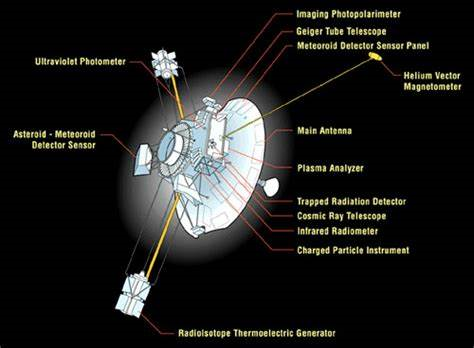 Imaging Photopolarimeter
Geiger Tube Telescope
Meteoroid Detector Sensor Panel
Ultraviolet Photometer
Helium Vector
Magnetometer
Asteroid - Meteoroid
Detector Sensor
Main Antenna
Plasma Analyzer
Trapped Radiation Detector
Cosmic Ray Telescope
Infrared Radiometer
Charged Particle Instrument
Radioisotope Thermoelectric Generator